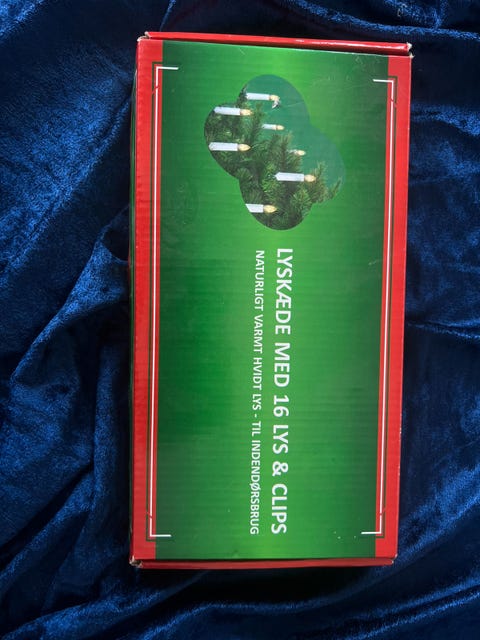 LYSKÆDE MED 16 LYS & CLIPS
NATURLIGT VARMT HVIDT LYS - TIL INDENDØRSBRUG